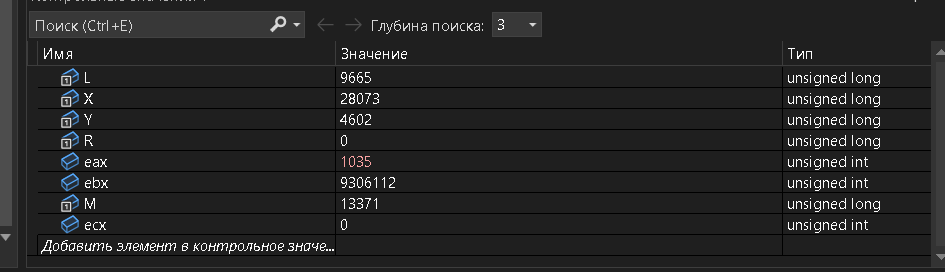 Поиск (Ctrl+E) Глубина поиска: 3
Имя Значение Тип
L 9665 unsigned long
X 28073 unsigned long
Y 4602 unsigned long
R 0 unsigned long
eax 1035 unsigned int
ebx 9306112 unsigned int
M 13371 unsigned long
ecx 0 unsigned int
Добавить элемент в контрольное значе...